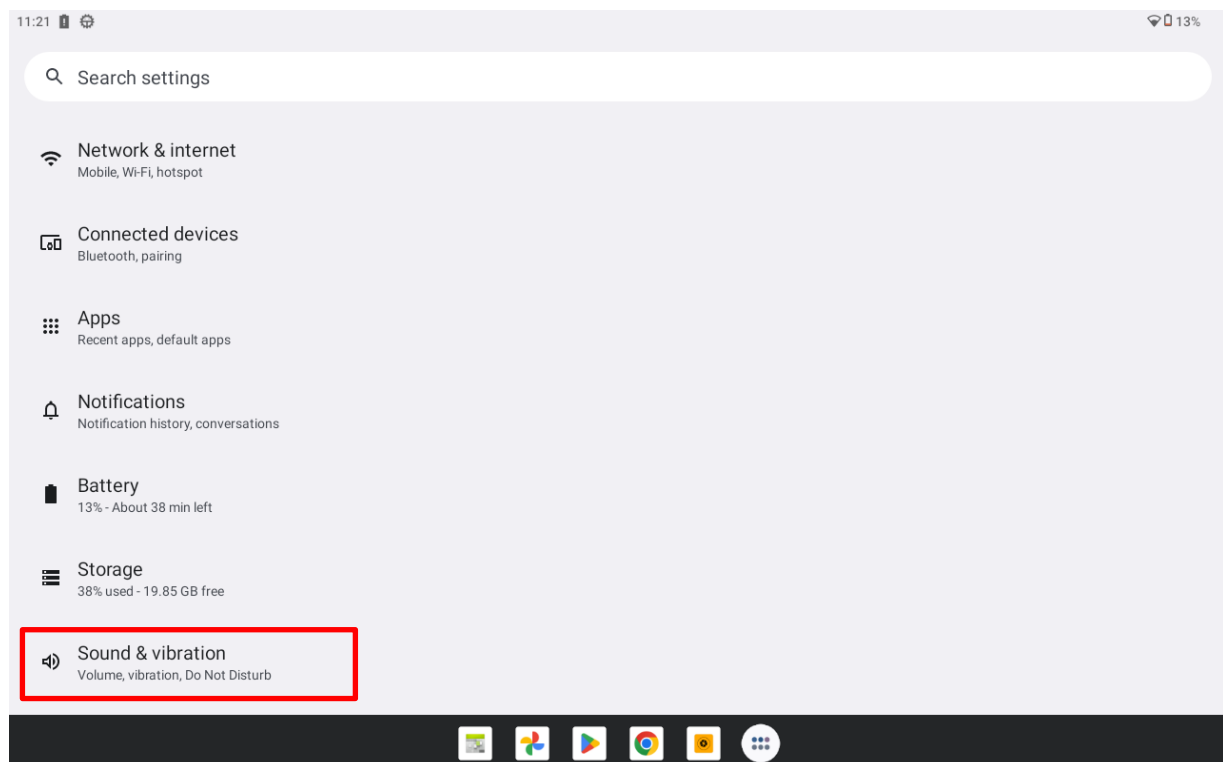 11:21
13%
Search settings
Network & internet
Mobile, Wi-Fi, hotspot
Connected devices
Bluetooth, pairing
Apps
Recent apps, default apps
Notifications
Notification history, conversations
Battery
13% - About 38 min left
Storage
38% used - 19.85 GB free
Sound & vibration
Volume, vibration, Do Not Disturb